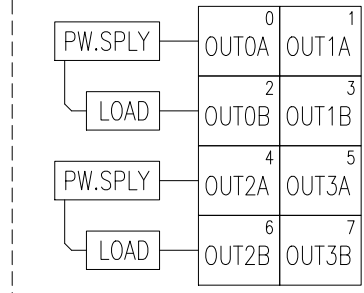 0 1
PW.SPLY OUT0A OUT1A
2 3
LOAD OUT0B OUT1B
4 5
PW.SPLY OUT2A OUT3A
6 7
LOAD OUT2B OUT3B